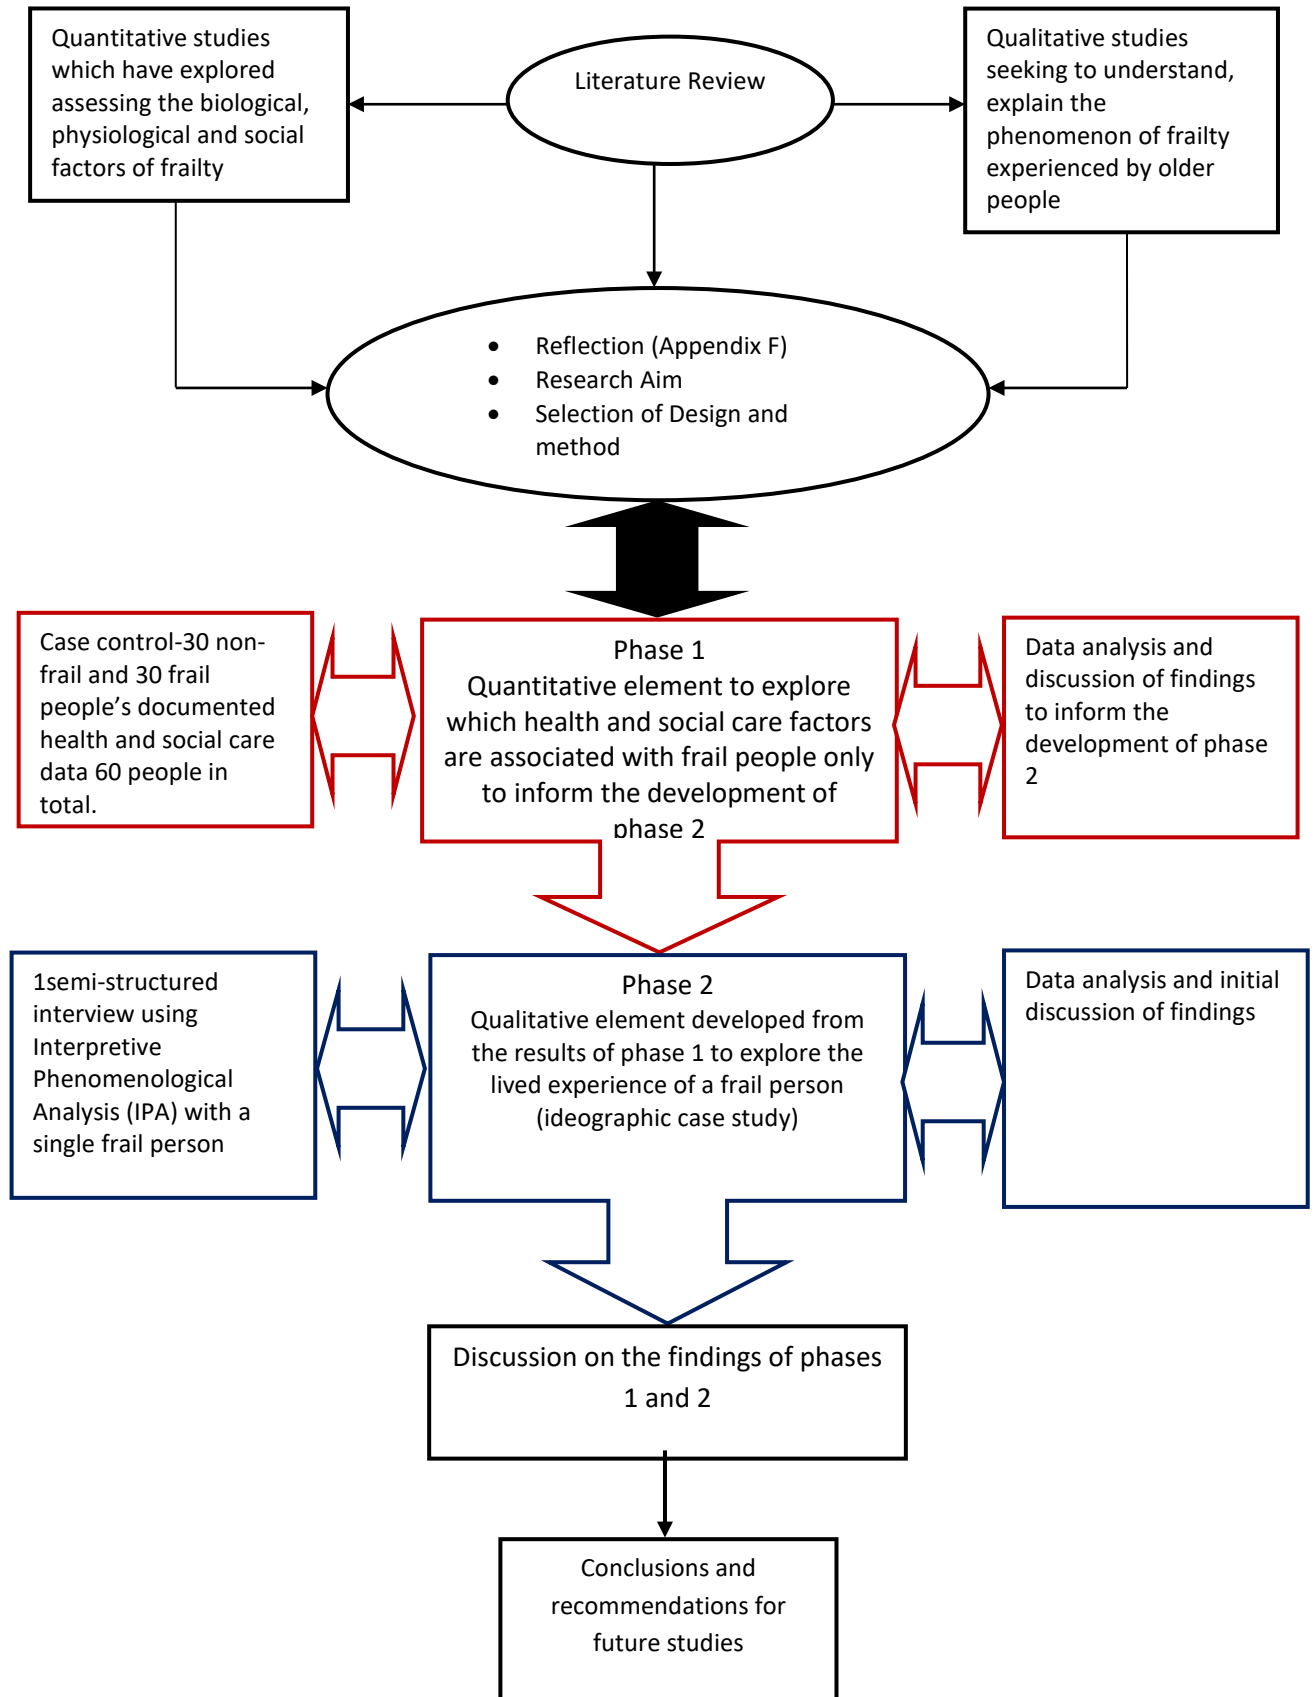 Quantitative studies
which have explored
assessing the biological,
physiological and social
factors of frailty
Literature Review
Qualitative studies
seeking to understand,
explain the
phenomenon of frailty
experienced by older
people
• Reflection (Appendix F)
• Research Aim
• Selection of Design and
method
Case control-30 non-
frail and 30 frail
people’s documented
health and social care
data 60 people in
total.
Phase 1
Quantitative element to explore
which health and social care factors
are associated with frail people only
to inform the development of
phase 2
Data analysis and
discussion of findings
to inform the
development of phase
2
1semi-structured
interview using
Interpretive
Phenomenological
Analysis (IPA) with a
single frail person
Phase 2
Qualitative element developed from
the results of phase 1 to explore the
lived experience of a frail person
(ideographic case study)
Data analysis and initial
discussion of findings
Discussion on the findings of phases
1 and 2
Conclusions and
recommendations for
future studies